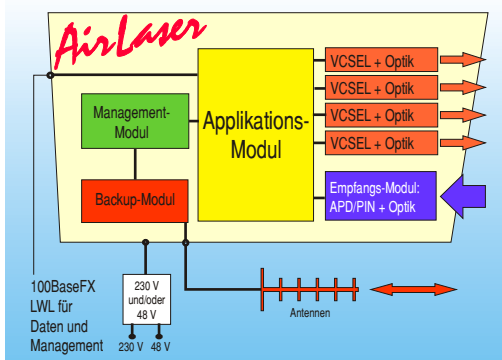 AirLaser
VCSEL + Optik
VCSEL + Optik
VCSEL + Optik
VCSEL + Optik
Management-
Modul
Applikations-
Modul
Backup-Modul
Empfangs-Modul:
APD/PIN + Optik
100BaseFX
LWL für
Daten und
Management
230 V
und/oder
48 V
230 V 48 V
Antennen